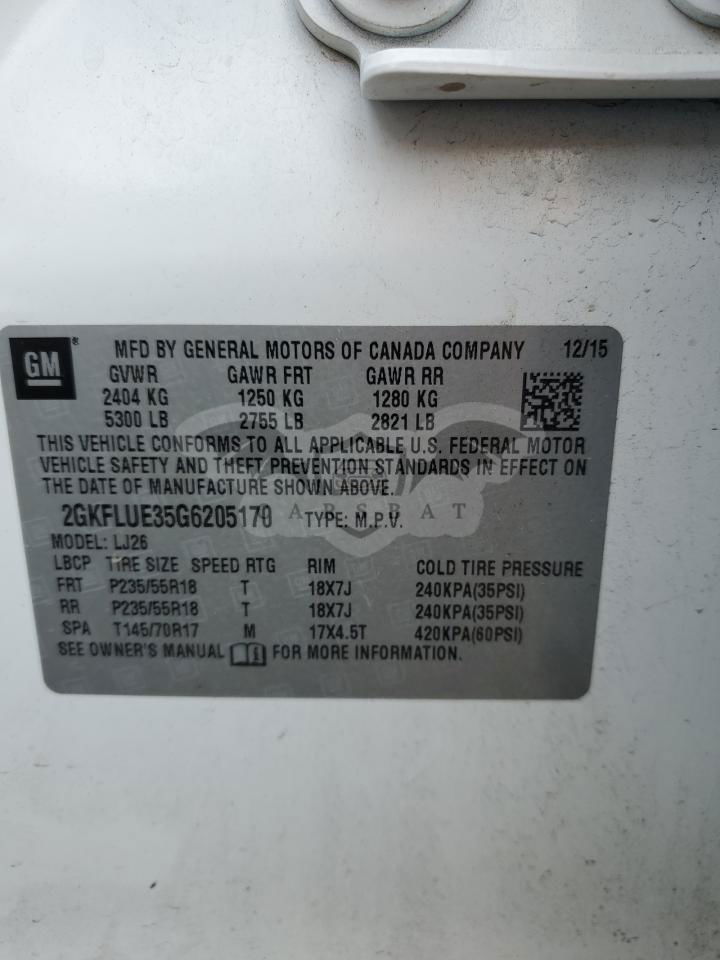 GM ® MFD BY GENERAL MOTORS OF CANADA COMPANY 12/15
GVWR GAWR FRT GAWR RR
2404 KG 1250 KG 1280 KG
5300 LB 2755 LB 2821 LB
THIS VEHICLE CONFORMS TO ALL APPLICABLE U.S. FEDERAL MOTOR
VEHICLE SAFETY AND THEFT PREVENTION STANDARDS IN EFFECT ON
THE DATE OF MANUFACTURE SHOWN ABOVE.
2GKFLUE35G6205170 TYPE: M.P.V.
ARSBAT
MODEL: LJ26
LBCP TIRE SIZE SPEED RTG RIM COLD TIRE PRESSURE
FRT P235/55R18 T 18X7J 240KPA(35PSI)
RR P235/55R18 T 18X7J 240KPA(35PSI)
SPA T145/70R17 M 17X4.5T 420KPA(60PSI)
SEE OWNER'S MANUAL FOR MORE INFORMATION.